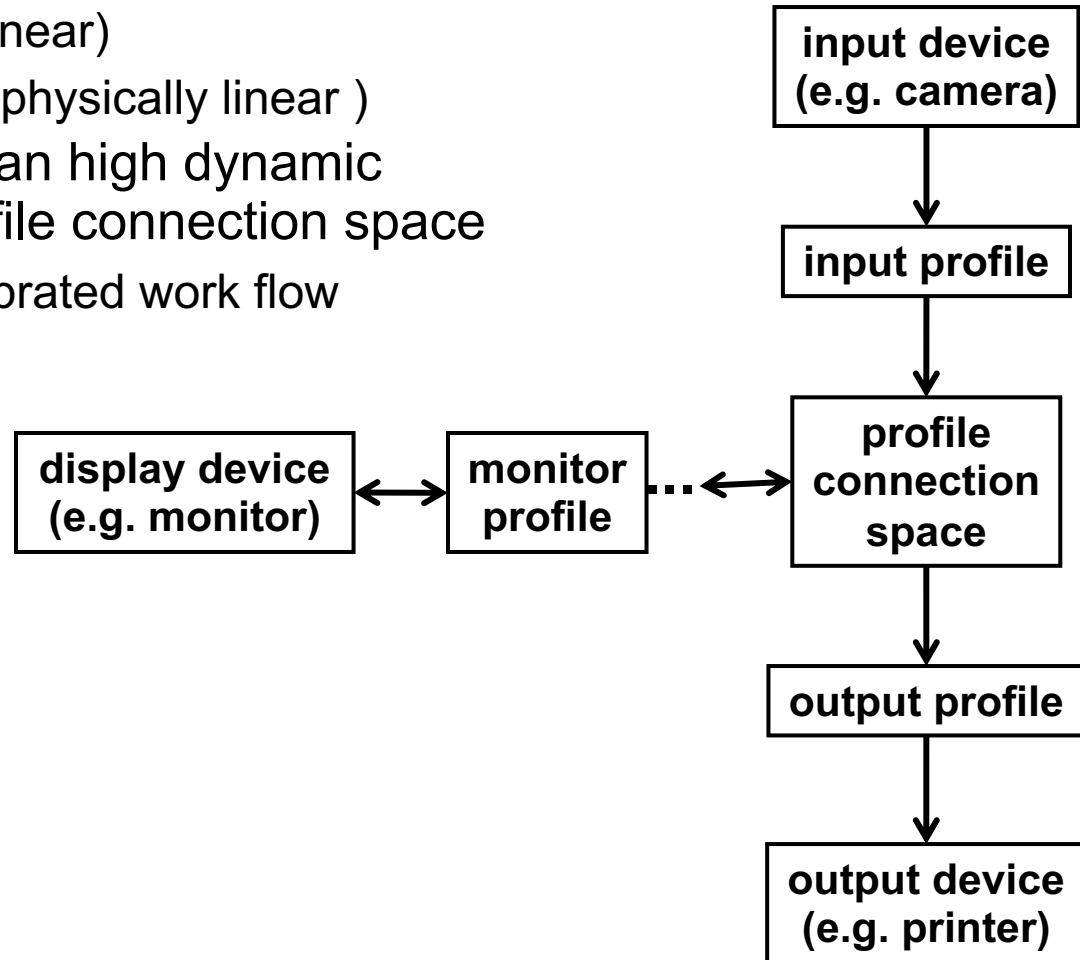 near)
physically linear )
an high dynamic
file connection space
brated work flow
input device
(e.g. camera)
input profile
profile
connection
space
display device
(e.g. monitor)
monitor
profile
output profile
output device
(e.g. printer)